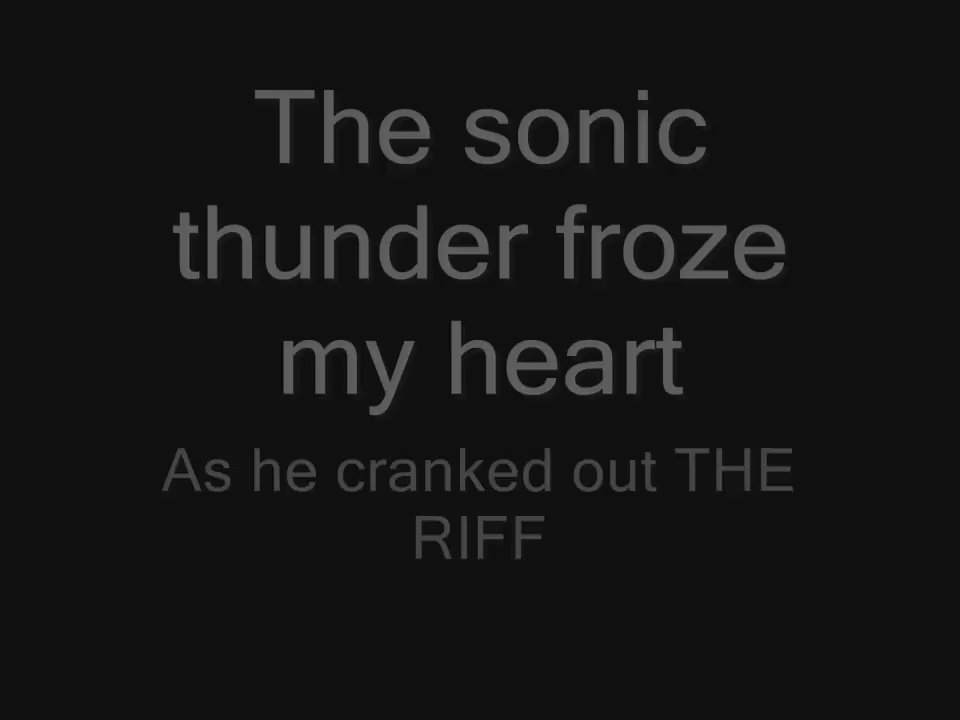 The sonic
thunder froze
my heart
As he cranked out THE
RIFF